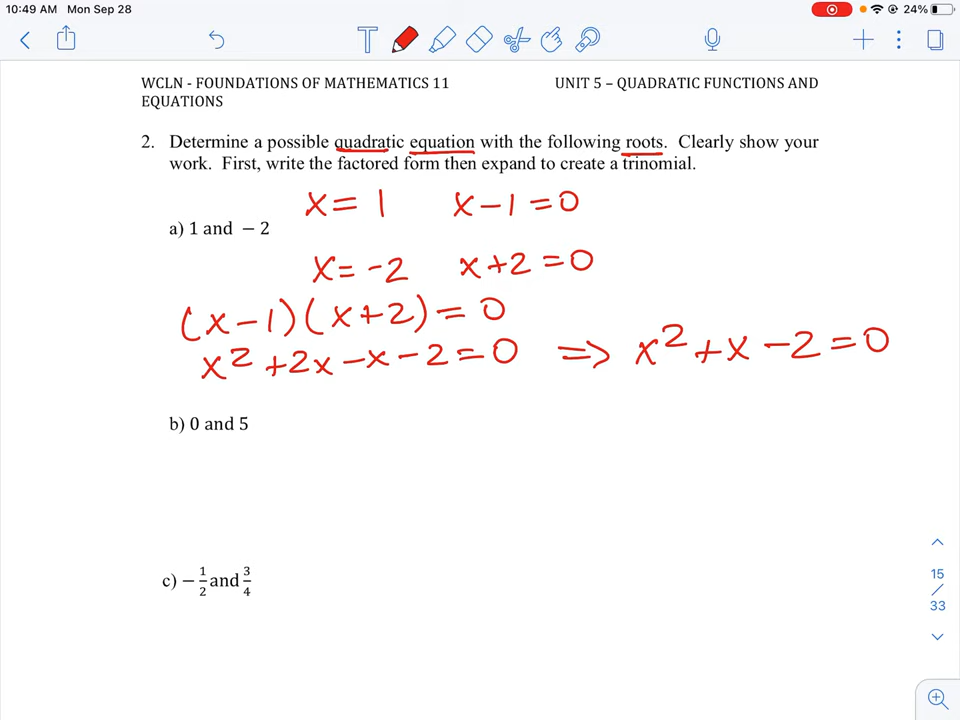 10:49 AM Mon Sep 28 24%
T
WCLN - FOUNDATIONS OF MATHEMATICS 11 UNIT 5 – QUADRATIC FUNCTIONS AND
EQUATIONS
2. Determine a possible quadratic equation with the following roots. Clearly show your
work. First, write the factored form then expand to create a trinomial.
x = 1 x - 1 = 0
a) 1 and − 2
x = -2 x + 2 = 0
(x - 1)(x + 2) = 0
x² + 2x - x - 2 = 0 => x² + x - 2 = 0
b) 0 and 5
c) − 1/2 and 3/4
15
/
33